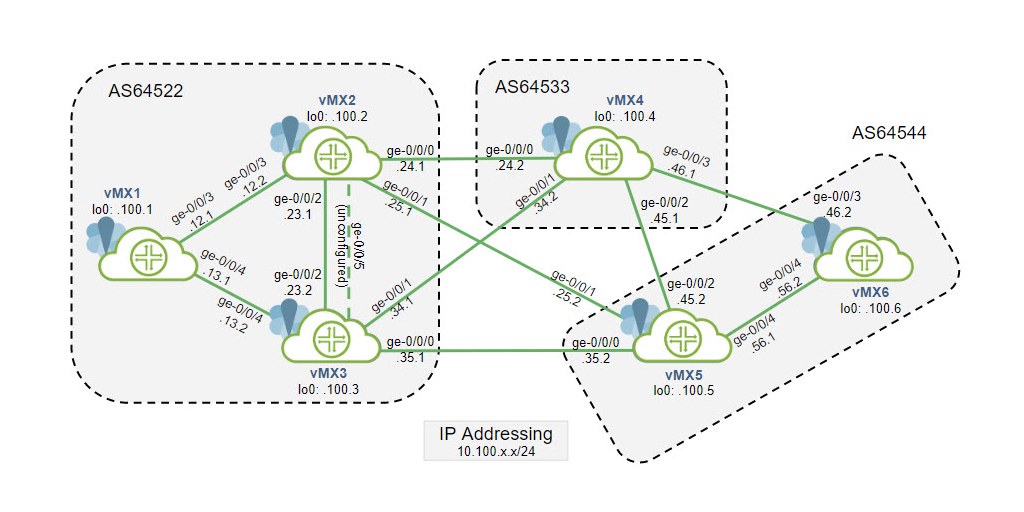 AS64522
vMX2
lo0: .100.2
ge-0/0/3
.12.2
ge-0/0/0
.24.1
ge-0/0/1
.25.1
ge-0/0/2
.23.1
ge-0/0/5
(unconfigured)
vMX1
lo0: .100.1
ge-0/0/3
.12.1
ge-0/0/4
.13.1
ge-0/0/4
.13.2
ge-0/0/2
.23.2
ge-0/0/1
.34.1
ge-0/0/0
.35.1
vMX3
lo0: .100.3
AS64533
vMX4
lo0: .100.4
ge-0/0/0
.24.2
ge-0/0/1
.34.2
ge-0/0/3
.46.1
ge-0/0/2
.45.1
AS64544
ge-0/0/3
.46.2
ge-0/0/4
.56.2
vMX6
lo0: .100.6
ge-0/0/1
.25.2
ge-0/0/2
.45.2
ge-0/0/0
.35.2
ge-0/0/4
.56.1
vMX5
lo0: .100.5
IP Addressing
10.100.x.x/24